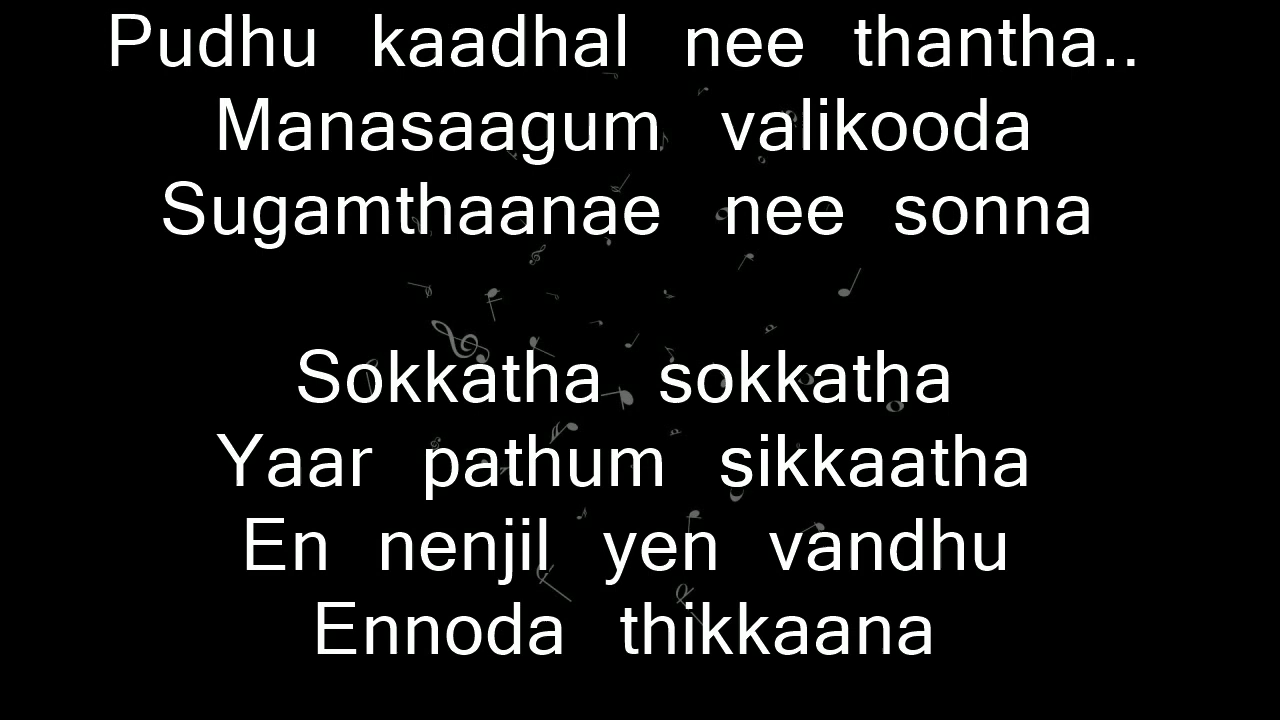 Pudhu kaadhal nee thantha..
Manasaagum valikooda
Sugamthaanae nee sonna
Sokkatha sokkatha
Yaar pathum sikkaatha
En nenjil yen vandhu
Ennoda thikkaana